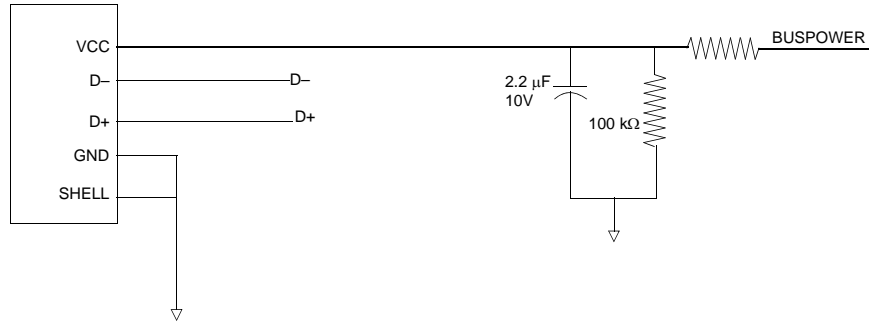 VCC
BUSPOWER
D–
D–
2.2 μF
10V
D+
D+
100 kΩ
GND
SHELL